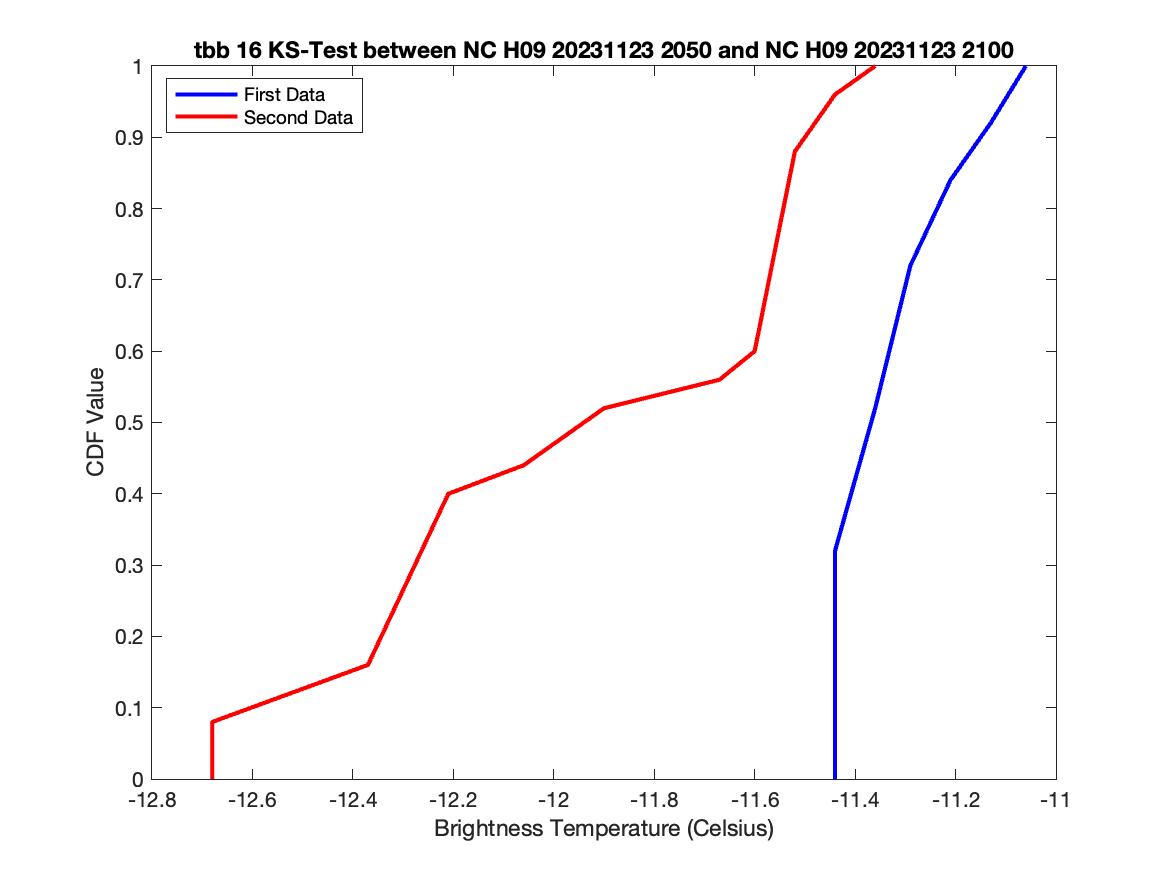 tbb 16 KS-Test between NC H09 20231123 2050 and NC H09 20231123 2100
First Data
Second Data
1
0.9
0.8
0.7
0.6
0.5
0.4
0.3
0.2
0.1
0
CDF Value
-12.8 -12.6 -12.4 -12.2 -12 -11.8 -11.6 -11.4 -11.2 -11
Brightness Temperature (Celsius)